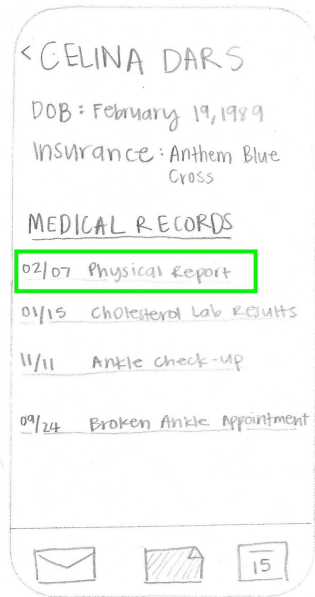 < CELINA DARS
DOB: February 19, 1989
Insurance: Anthem Blue
Cross
MEDICAL RECORDS
02/07 Physical Report
01/15 Cholesterol Lab Results
11/11 Ankle Check-up
09/24 Broken Ankle Appointment
15